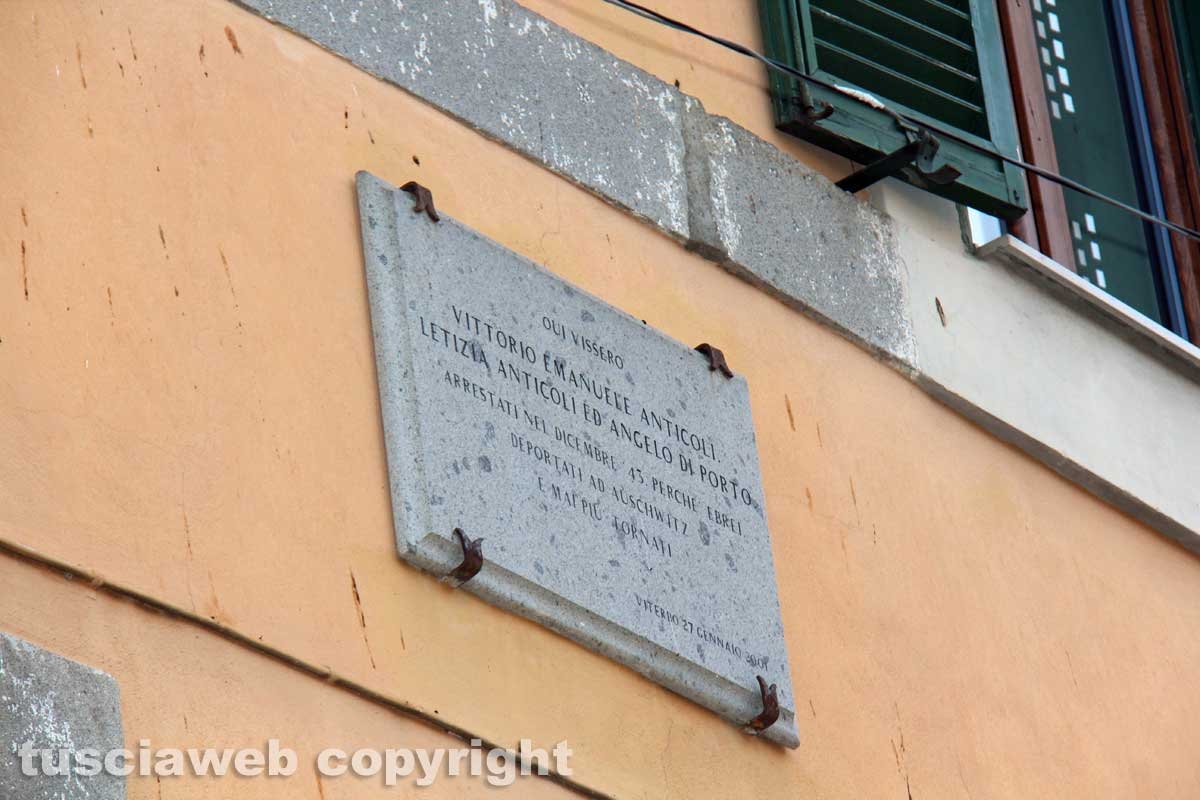 QUI VISSERO
VITTORIO EMANUELE ANTICOLI
LETIZIA ANTICOLI ED ANGELO DI PORTO
ARRESTATI NEL DICEMBRE '43, PERCHÉ EBREI
DEPORTATI AD AUSCHWITZ
E MAI PIÙ TORNATI
VITERBO 27 GENNAIO 2001
tusciaweb copyright